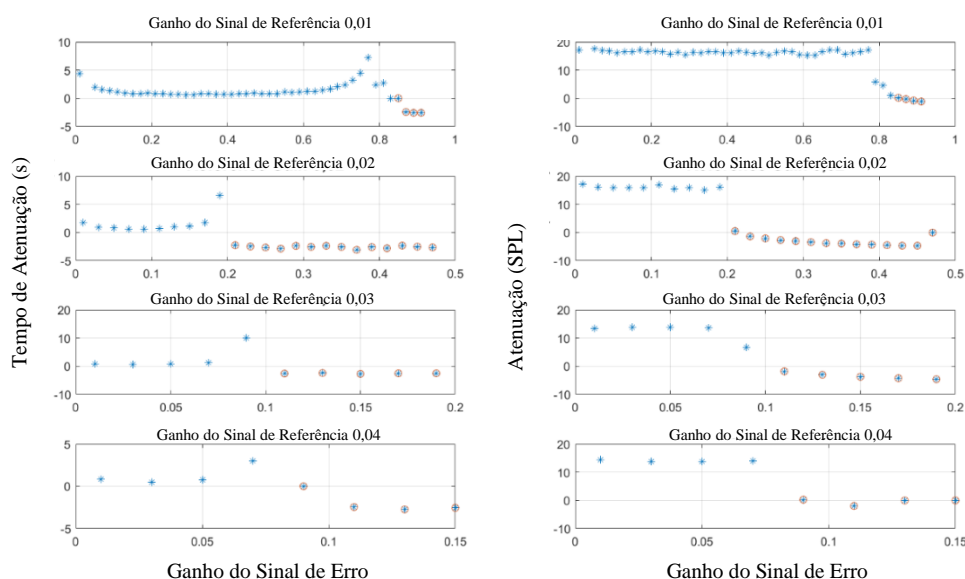 Ganho do Sinal de Referência 0,01
10
5
0
-5
0 0.2 0.4 0.6 0.8 1
Ganho do Sinal de Referência 0,02
10
5
0
-5
0 0.1 0.2 0.3 0.4 0.5
Ganho do Sinal de Referência 0,03
20
10
0
-10
0 0.05 0.1 0.15 0.2
Ganho do Sinal de Referência 0,04
5
0
-5
0 0.05 0.1 0.15
Tempo de Atenuação (s)
Ganho do Sinal de Erro
Ganho do Sinal de Referência 0,01
20
10
0
-10
0 0.2 0.4 0.6 0.8 1
Ganho do Sinal de Referência 0,02
20
10
0
-10
0 0.1 0.2 0.3 0.4 0.5
Ganho do Sinal de Referência 0,03
20
10
0
-10
0 0.05 0.1 0.15 0.2
Ganho do Sinal de Referência 0,04
20
10
0
-10
0 0.05 0.1 0.15
Atenuação (SPL)
Ganho do Sinal de Erro